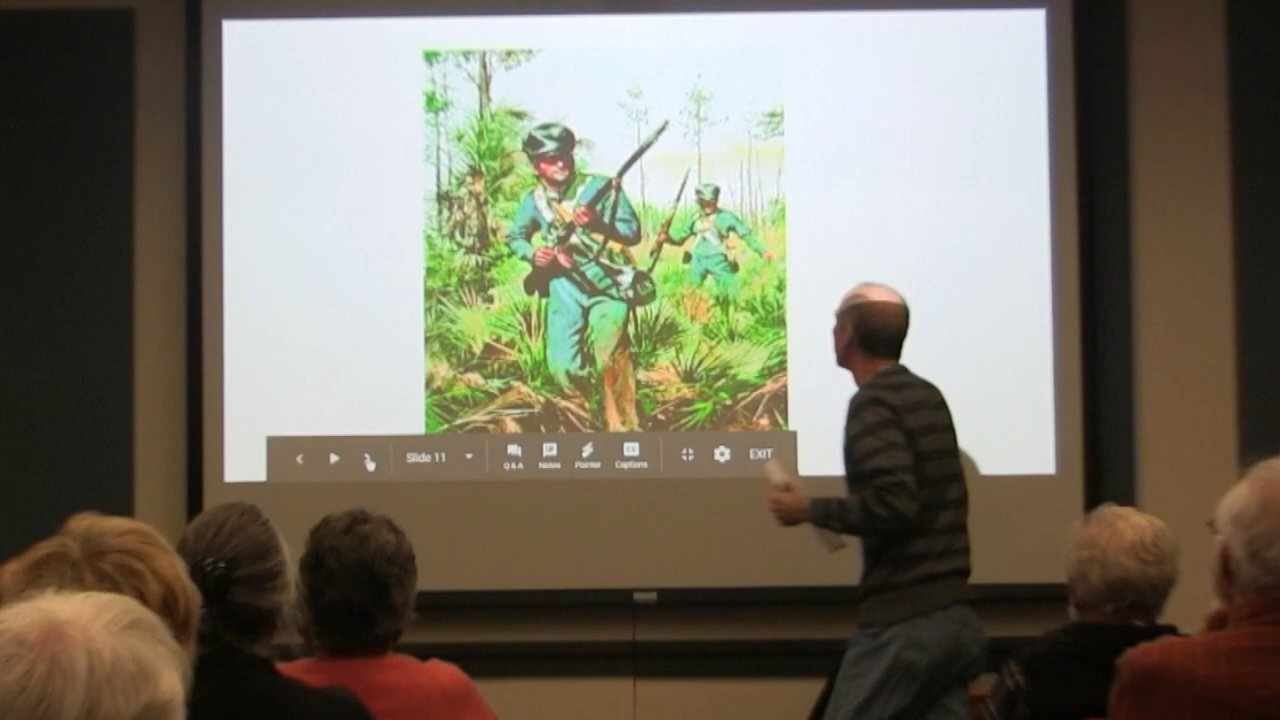 Slide 11
Q & A
Notes
Pointer
Captions
EXIT